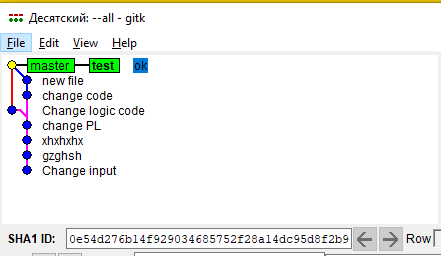 Десятский: --all - gitk
File Edit View Help
master test ok
new file
change code
Change logic code
change PL
xhxhxhx
gzghsh
Change input
SHA1 ID: 0e54d276b14f929034685752f28a14dc95d8f2b9 Row